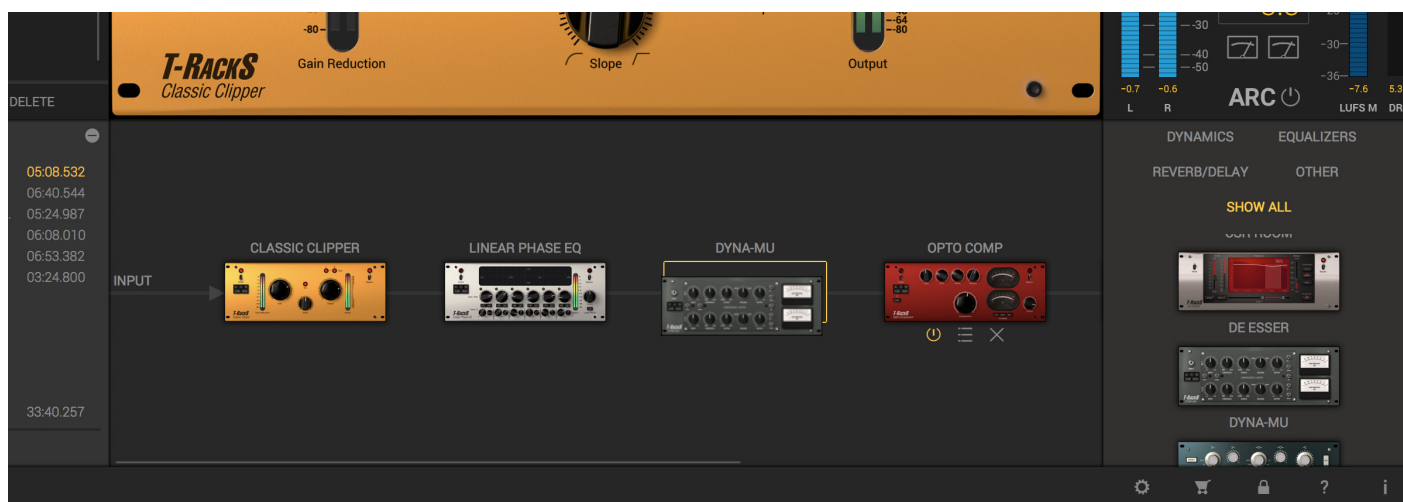 -80
T-RackS
Classic Clipper
Gain Reduction
Slope
-64
-80
Output
-30
-40
-50
-0.7
-0.6
L
R
ARC
-30
-36
-7.6
5.3
LUFS M
DR
DELETE
05:08.532
06:40.544
05:24.987
06:08.010
06:53.382
03:24.800
33:40.257
INPUT
CLASSIC CLIPPER
LINEAR PHASE EQ
DYNA-MU
OPTO COMP
DYNAMICS
EQUALIZERS
REVERB/DELAY
OTHER
SHOW ALL
DE ESSER
DYNA-MU
?
i